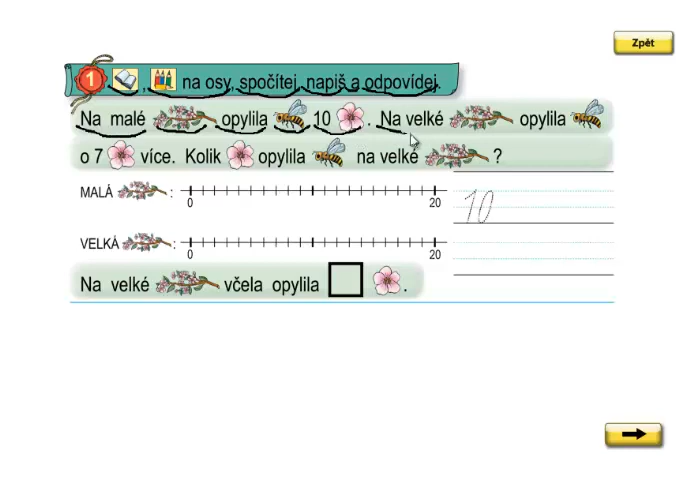 Zpět
1 , na osy, spočítej, napiš a odpovídej.
Na malé opylila 10 . Na velké opylila
o 7 více. Kolik opylila na velké ?
MALÁ : 0 20
10
VELKÁ : 0 20
Na velké včela opylila .